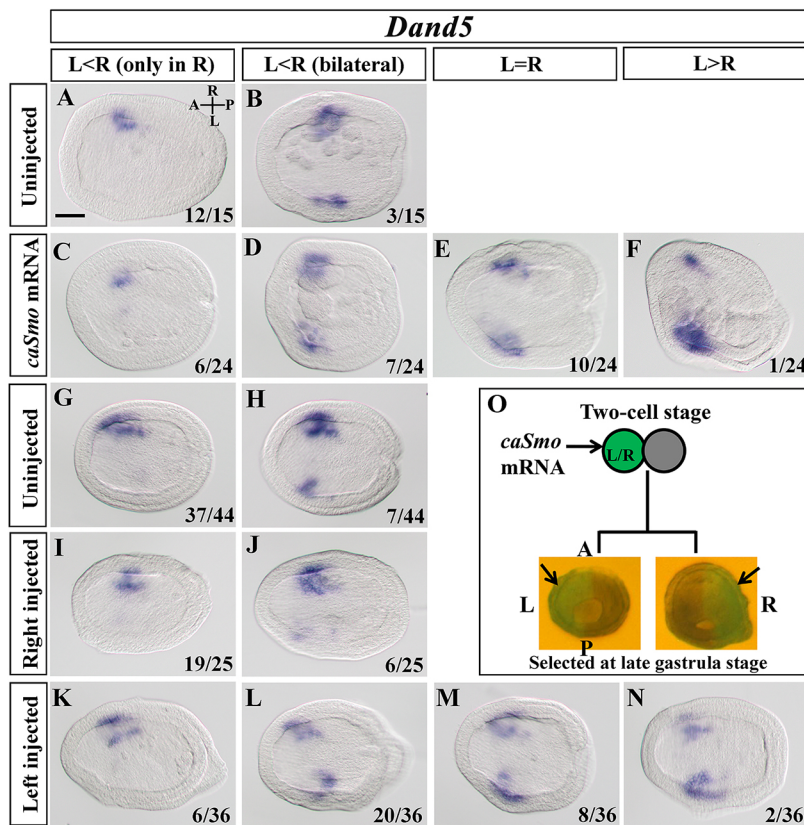 Dand5
L<R (only in R)
L<R (bilateral)
L=R
L>R
Uninjected
A
R
A P
L
12/15
B
3/15
caSmo mRNA
C
6/24
D
7/24
E
10/24
F
1/24
Uninjected
G
37/44
H
7/44
Right injected
I
19/25
J
6/25
O
Two-cell stage
caSmo
mRNA
L/R
A
L
R
P
Selected at late gastrula stage
Left injected
K
6/36
L
20/36
M
8/36
N
2/36